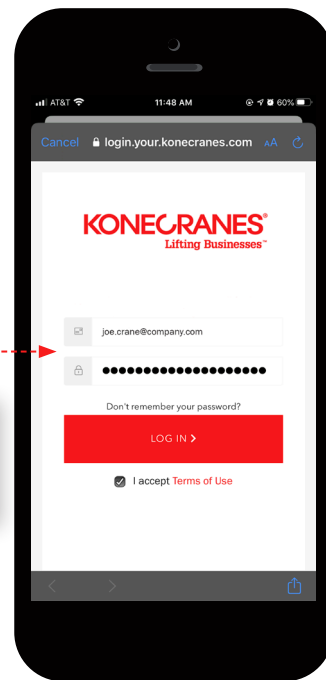 AT&T 11:48 AM 60%
Cancel login.your.konecranes.com AA
KONECRANES®
Lifting Businesses™
joe.crane@company.com
●●●●●●●●●●●●●●●●●●●●
Don't remember your password?
LOG IN >
I accept Terms of Use